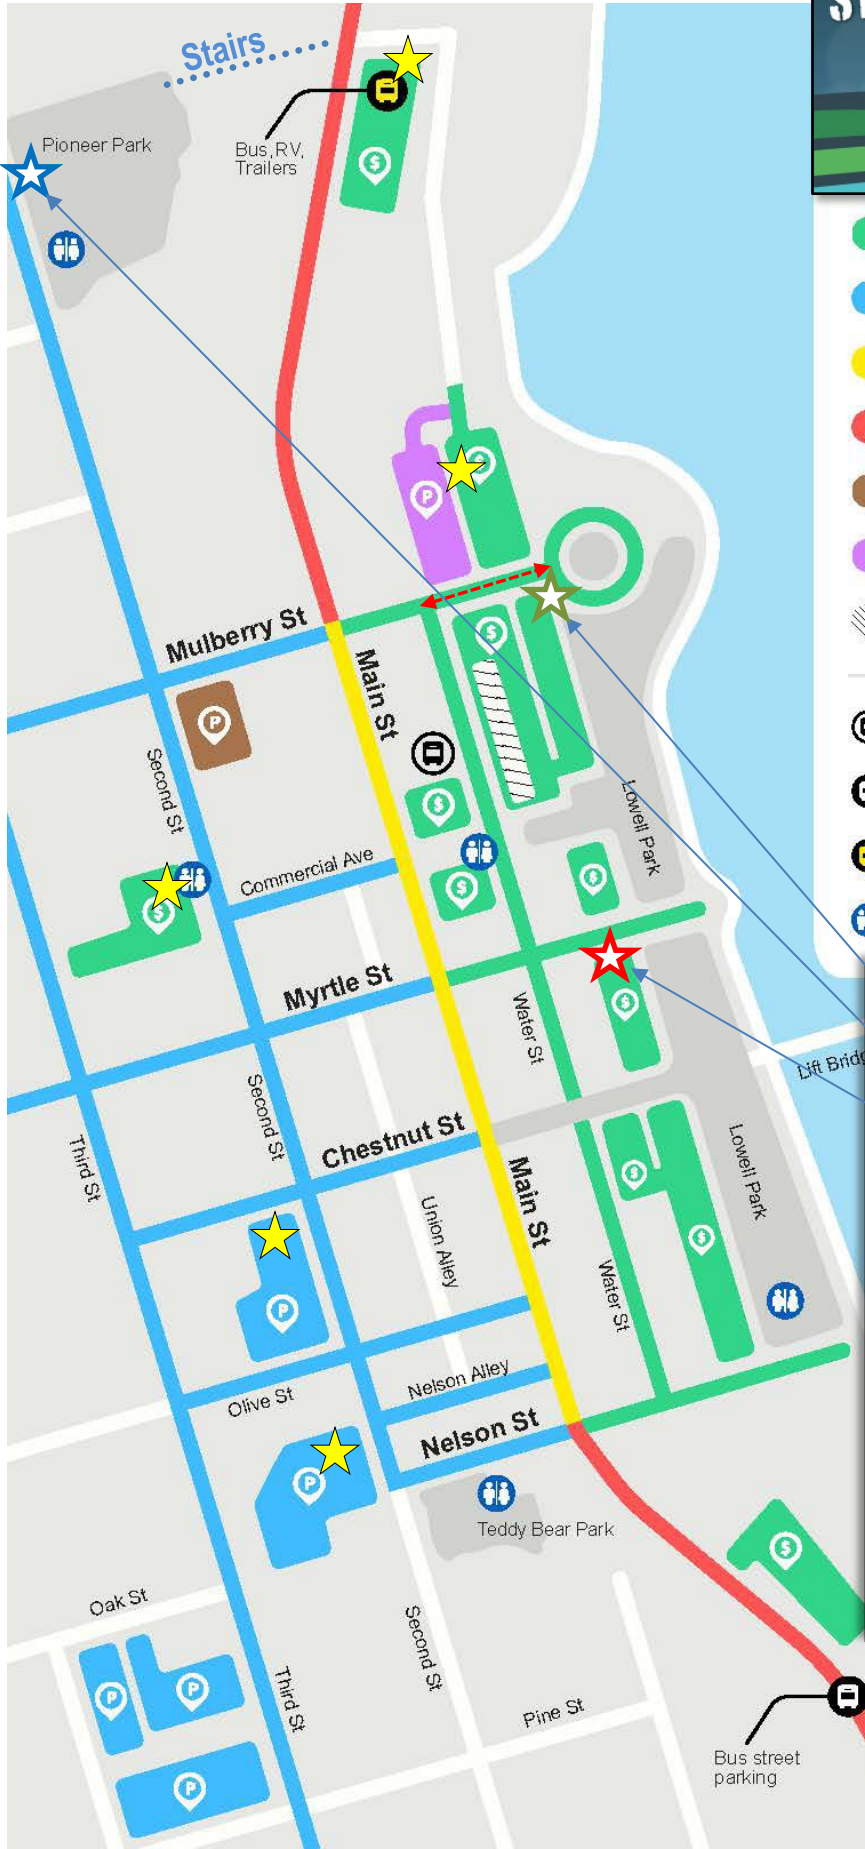 Stairs
Pioneer Park
Bus, RV,
Trailers
$
$
P
Mulberry St
Main St
$
P
Second St
$
Lowell Park
Commercial Ave
$
$
$
Myrtle St
Water St
$
Lift Bridg
Second St
Third St
Chestnut St
Main St
$
Lowell Park
Union Alley
$
Water St
P
Olive St
Nelson Alley
Nelson St
P
Teddy Bear Park
$
Oak St
Second St
Third St
P
P
Pine St
P
Bus street
parking